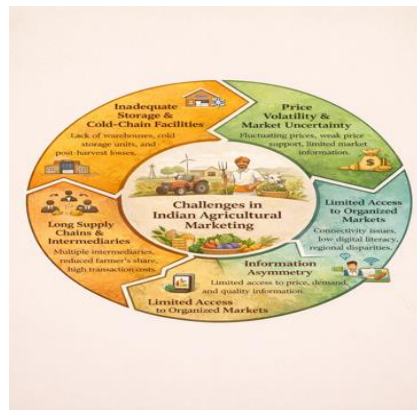 Inadequate
Storage &
Cold-Chain Facilities
Lack of warehouses, cold
storage units, and
post-harvest losses.
Price
Volatility &
Market Uncertainty
Fluctuating prices, weak price
support, limited market
information.
Limited Access
to Organized
Markets
Connectivity issues,
low digital literacy,
regional disparities.
Information
Asymmetry
Limited access to price, demand,
and quality information.
Limited Access
to Organized Markets
Long Supply
Chains &
Intermediaries
Multiple intermediaries,
reduced farmer's share,
high transaction costs.
Challenges in
Indian Agricultural
Marketing